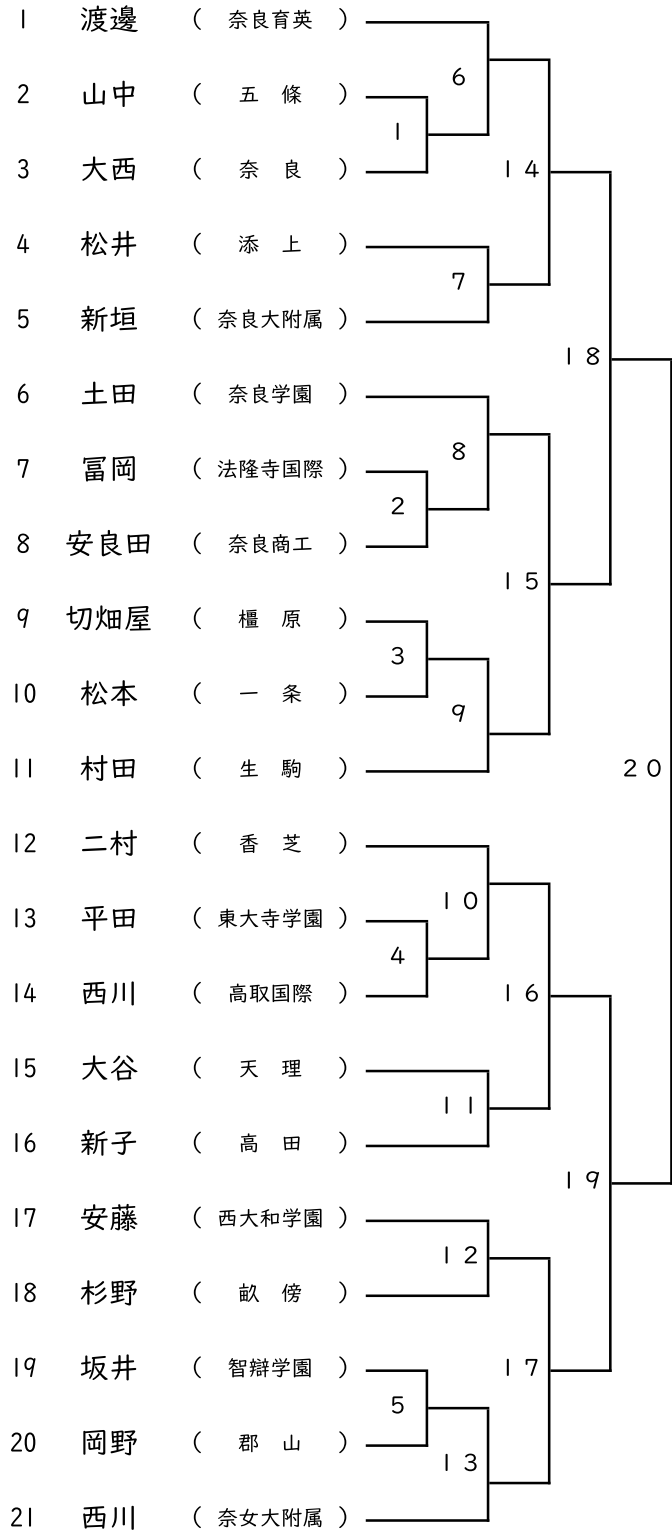 1 渡邊 ( 奈良育英 )
6
2 山中 ( 五 條 )
1
3 大西 ( 奈 良 )
14
4 松井 ( 添 上 )
7
5 新垣 ( 奈良大附属 )
18
6 土田 ( 奈良学園 )
8
7 冨岡 ( 法隆寺国際 )
2
8 安良田 ( 奈良商工 )
15
9 切畑屋 ( 橿 原 )
3
10 松本 ( 一 条 )
9
11 村田 ( 生 駒 )
20
12 二村 ( 香 芝 )
10
13 平田 ( 東大寺学園 )
4
14 西川 ( 高取国際 )
16
15 大谷 ( 天 理 )
11
16 新子 ( 高 田 )
19
17 安藤 ( 西大和学園 )
12
18 杉野 ( 畝 傍 )
19 坂井 ( 智辯学園 )
17
5
20 岡野 ( 郡 山 )
13
21 西川 ( 奈女大附属 )